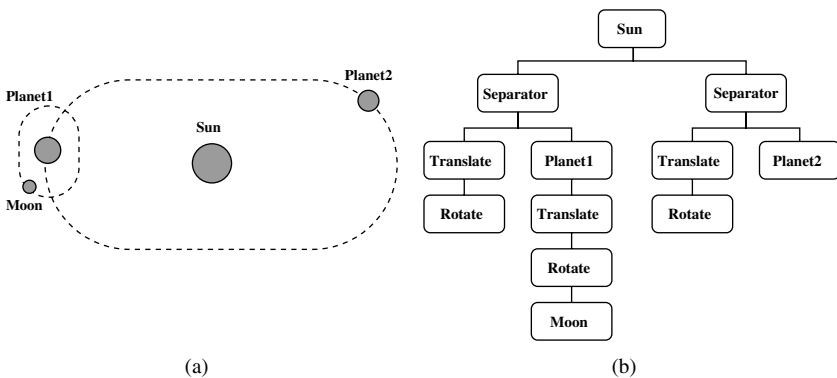 Planet1
Planet2
Sun
Moon
(a)
Sun
Separator
Separator
Translate
Planet1
Translate
Planet2
Rotate
Translate
Rotate
Rotate
Moon
(b)